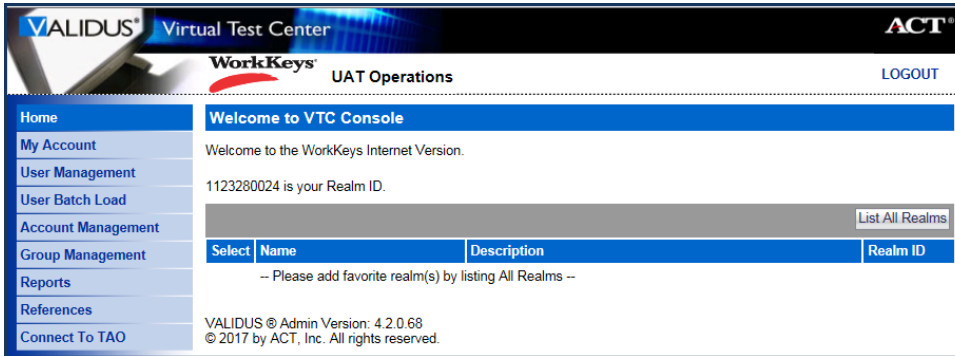 VALIDUS® Virtual Test Center
ACT®
WorkKeys®
UAT Operations
LOGOUT
Home
My Account
User Management
User Batch Load
Account Management
Group Management
Reports
References
Connect To TAO
Welcome to VTC Console
Welcome to the WorkKeys Internet Version.
1123280024 is your Realm ID.
List All Realms
Select Name Description Realm ID
-- Please add favorite realm(s) by listing All Realms --
VALIDUS ® Admin Version: 4.2.0.68
© 2017 by ACT, Inc. All rights reserved.